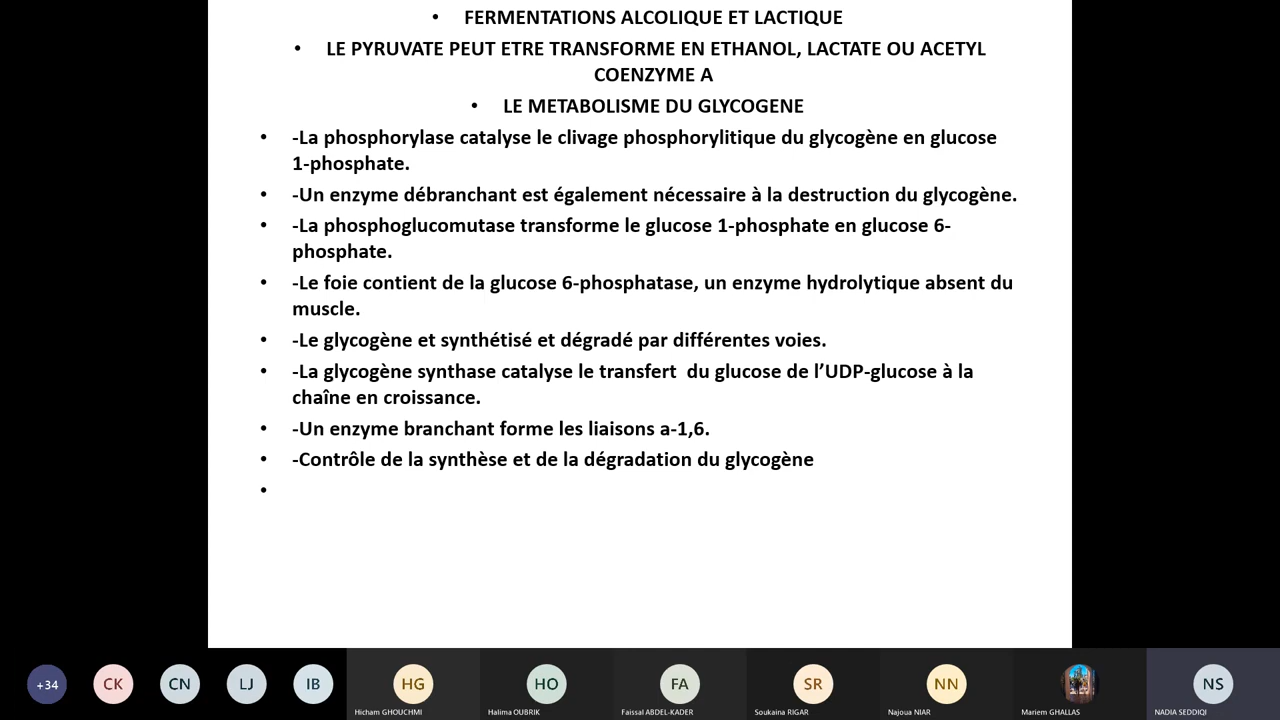 • FERMENTATIONS ALCOLIQUE ET LACTIQUE
• LE PYRUVATE PEUT ETRE TRANSFORME EN ETHANOL, LACTATE OU ACETYL
COENZYME A
• LE METABOLISME DU GLYCOGENE
• -La phosphorylase catalyse le clivage phosphorylitique du glycogène en glucose
1-phosphate.
• -Un enzyme débranchant est également nécessaire à la destruction du glycogène.
• -La phosphoglucomutase transforme le glucose 1-phosphate en glucose 6-
phosphate.
• -Le foie contient de la glucose 6-phosphatase, un enzyme hydrolytique absent du
muscle.
• -Le glycogène et synthétisé et dégradé par différentes voies.
• -La glycogène synthase catalyse le transfert  du glucose de l’UDP-glucose à la
chaîne en croissance.
• -Un enzyme branchant forme les liaisons a-1,6.
• -Contrôle de la synthèse et de la dégradation du glycogène
•
+34 CK CN LJ IB HG HO FA SR NN NS
Hicham GHOUCHMI Halima OUBRIK Faissal ABDEL-KADER Soukaina RIGAR Najoua NIAR Mariem GHALLAS NADIA SEDDIQI